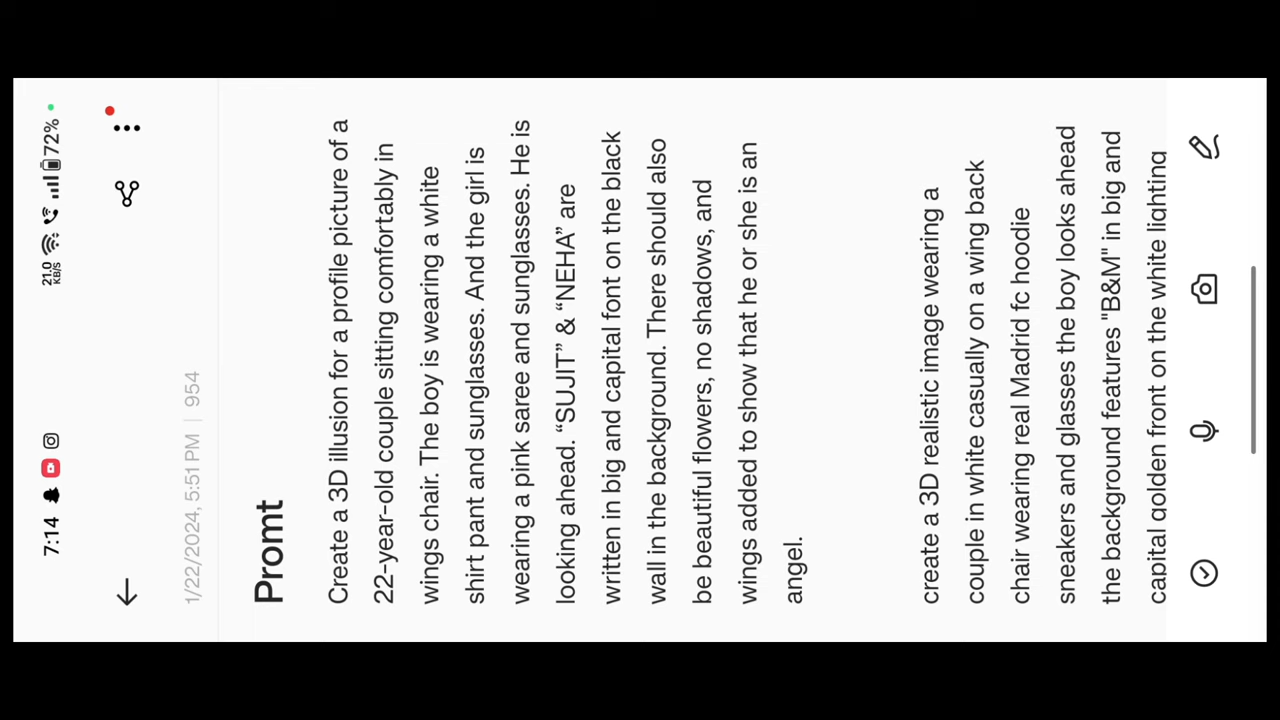 7:14
21.0 KB/S
72%
1/22/2024, 5:51 PM | 954
Promt
Create a 3D illusion for a profile picture of a
22-year-old couple sitting comfortably in
wings chair. The boy is wearing a white
shirt pant and sunglasses. And the girl is
wearing a pink saree and sunglasses. He is
looking ahead. “SUJIT” & “NEHA” are
written in big and capital font on the black
wall in the background. There should also
be beautiful flowers, no shadows, and
wings added to show that he or she is an
angel.
create a 3D realistic image wearing a
couple in white casually on a wing back
chair wearing real Madrid fc hoodie
sneakers and glasses the boy looks ahead
the background features "B&M" in big and
capital golden front on the white lighting